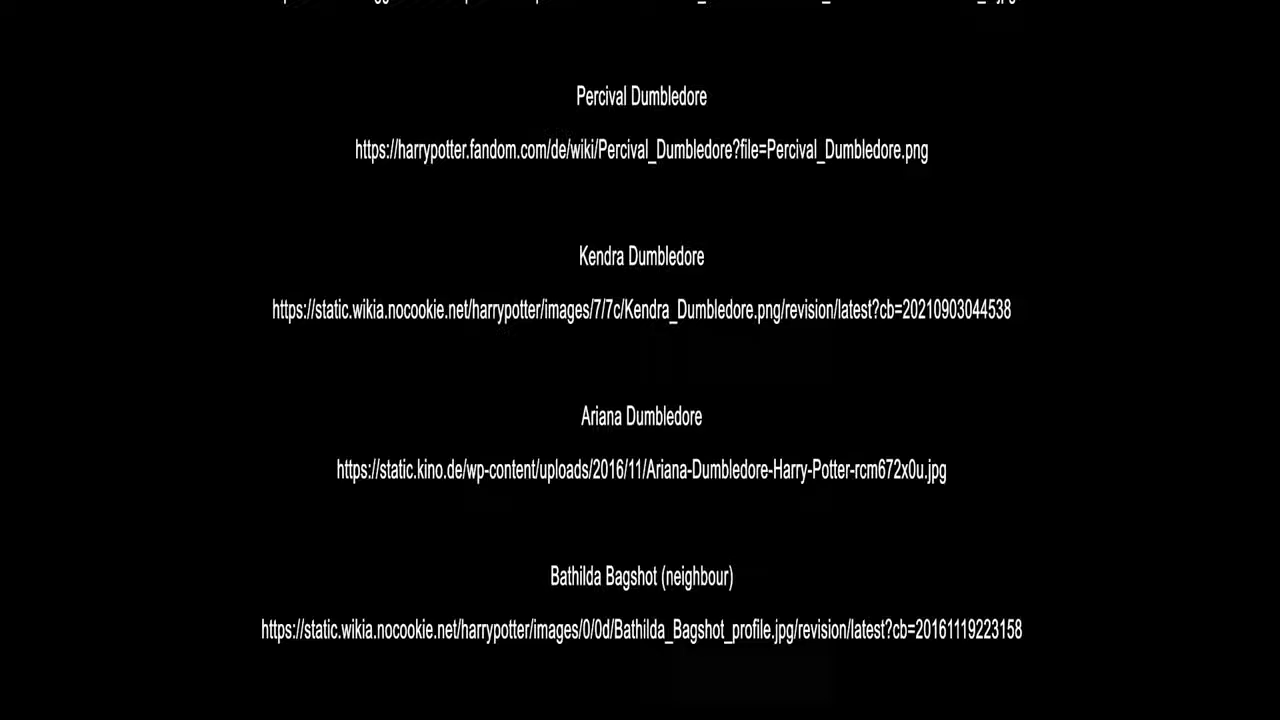 Percival Dumbledore
https://harrypotter.fandom.com/de/wiki/Percival_Dumbledore?file=Percival_Dumbledore.png
Kendra Dumbledore
https://static.wikia.nocookie.net/harrypotter/images/7/7c/Kendra_Dumbledore.png/revision/latest?cb=20210903044538
Ariana Dumbledore
https://static.kino.de/wp-content/uploads/2016/11/Ariana-Dumbledore-Harry-Potter-rcm672x0u.jpg
Bathilda Bagshot (neighbour)
https://static.wikia.nocookie.net/harrypotter/images/0/0d/Bathilda_Bagshot_profile.jpg/revision/latest?cb=20161119223158